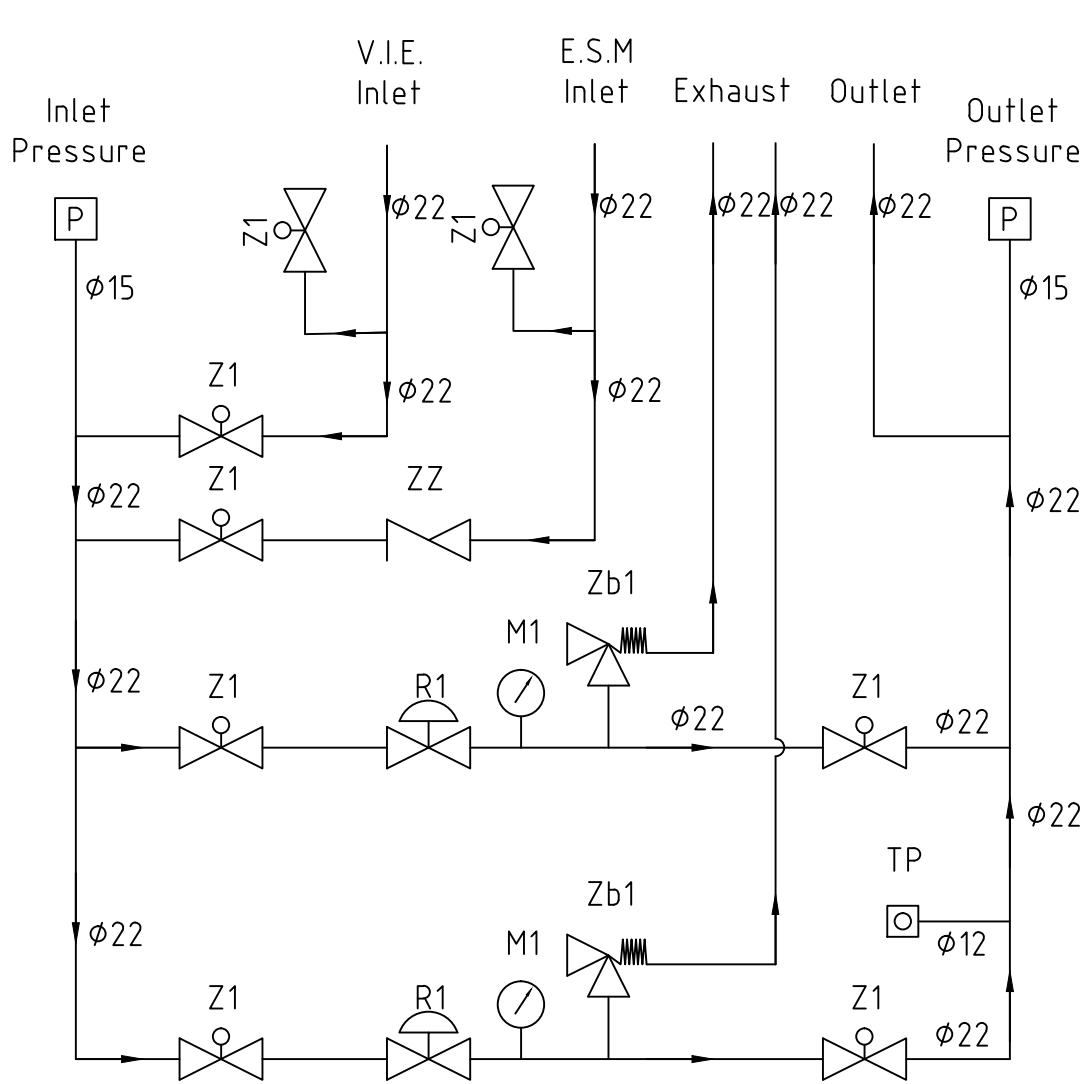 V.I.E.
Inlet
E.S.M
Inlet
Exhaust
Outlet
Inlet
Pressure
Outlet
Pressure
P
Z1
φ22
Z1
φ22
φ22
φ22
φ22
P
φ15
φ15
Z1
φ22
φ22
φ22
Z1
ZZ
φ22
Zb1
φ22
Z1
R1
M1
φ22
Z1
φ22
φ22
TP
φ22
Zb1
M1
φ12
Z1
R1
Z1
φ22